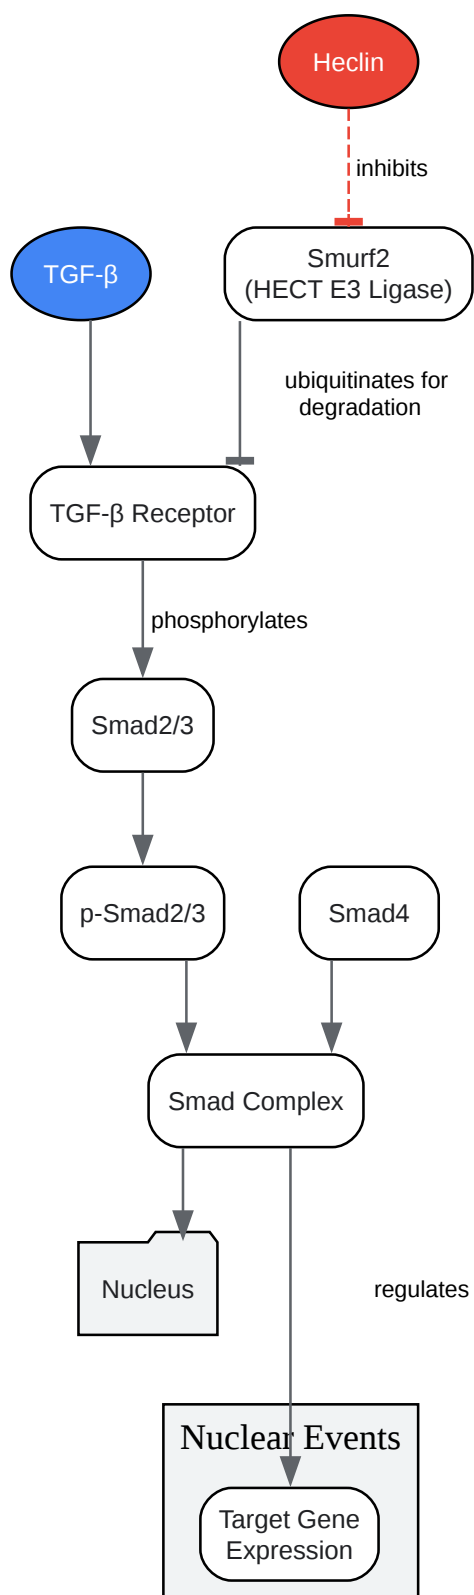 Heclin
inhibits
TGF-β
Smurf2
(HECT E3 Ligase)
ubiquitinates for
degradation
TGF-β Receptor
phosphorylates
Smad2/3
p-Smad2/3
Smad4
Smad Complex
Nucleus
regulates
Nuclear Events
Target Gene
Expression